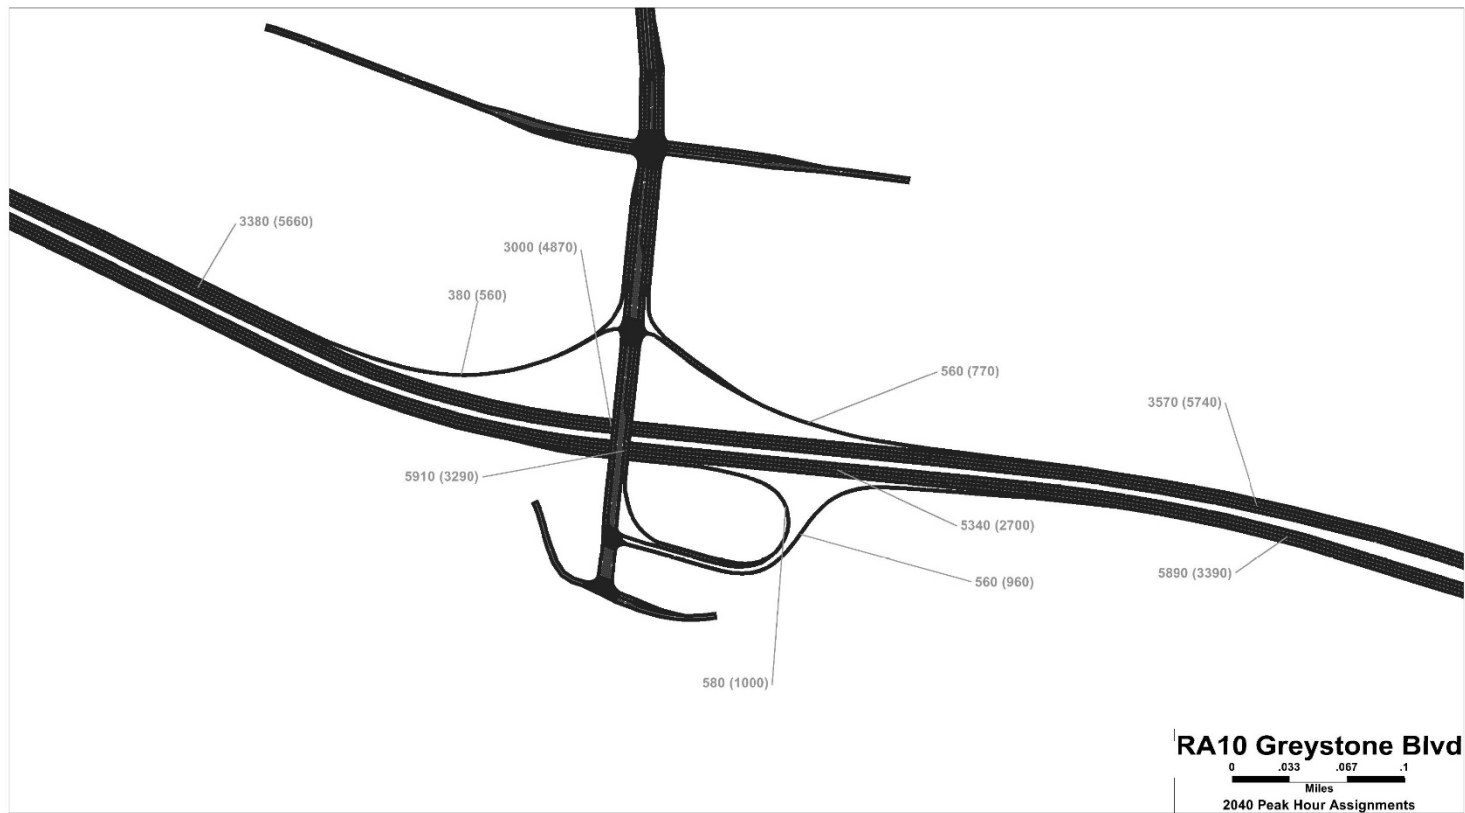 3380 (5660)
3000 (4870)
380 (560)
560 (770)
3570 (5740)
5910 (3290)
5340 (2700)
5890 (3390)
560 (960)
580 (1000)
RA10 Greystone Blvd
0 .033 .067 .1
Miles
2040 Peak Hour Assignments